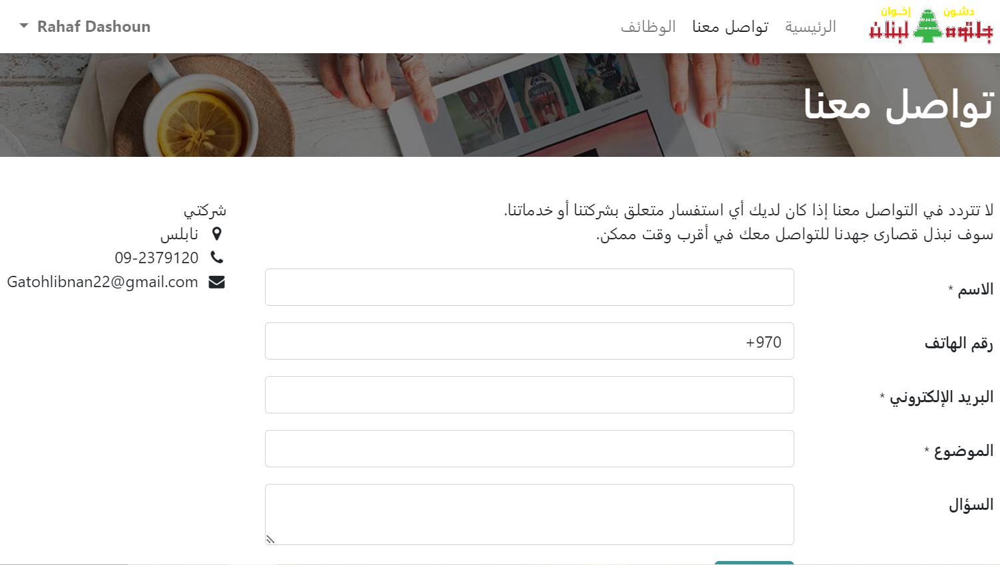 دشون إخوان
جاتوه لبنان
الرئيسية
تواصل معنا
الوظائف
Rahaf Dashoun
تواصل معنا
لا تتردد في التواصل معنا إذا كان لديك أي استفسار متعلق بشركتنا أو خدماتنا.
سوف نبذل قصارى جهدنا للتواصل معك في أقرب وقت ممكن.
الاسم *
رقم الهاتف
+970
البريد الإلكتروني *
الموضوع *
السؤال
شركتي
نابلس
09-2379120
Gatohlibnan22@gmail.com